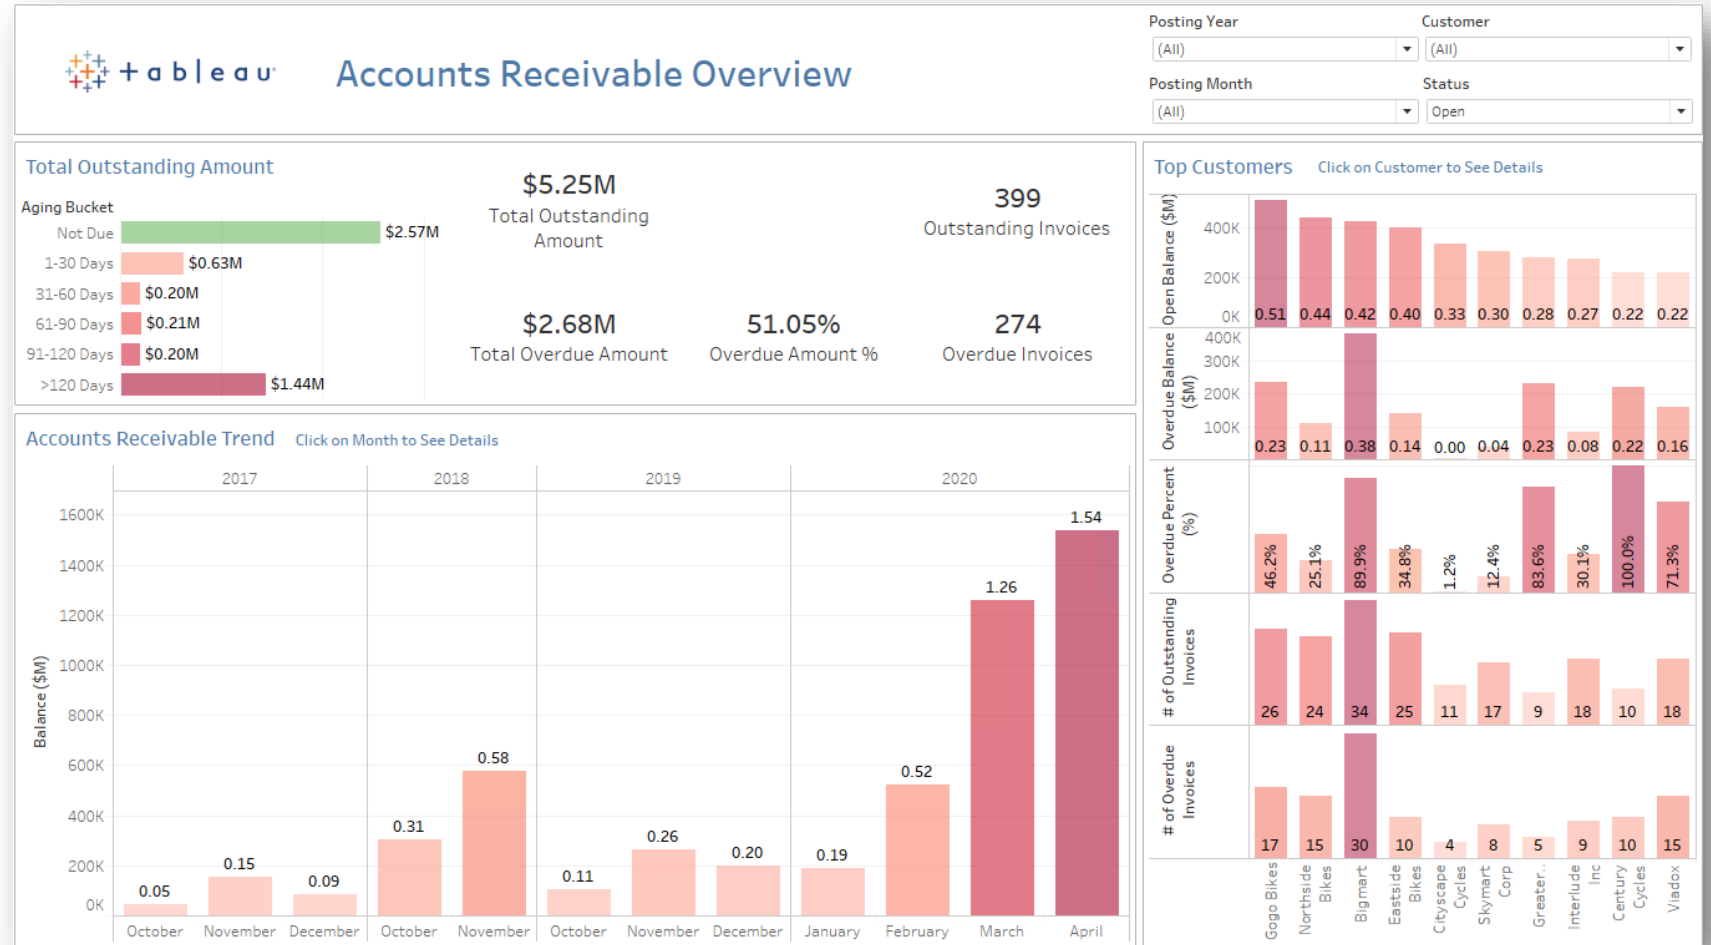 tableau
Accounts Receivable Overview
Posting Year
Customer
(All)
(All)
Posting Month
Status
(All)
Open
Total Outstanding Amount
Aging Bucket
Not Due $2.57M
1-30 Days $0.63M
31-60 Days $0.20M
61-90 Days $0.21M
91-120 Days $0.20M
>120 Days $1.44M
$5.25M
Total Outstanding
Amount
399
Outstanding Invoices
$2.68M
Total Overdue Amount
51.05%
Overdue Amount %
274
Overdue Invoices
Accounts Receivable Trend Click on Month to See Details
2017 2018 2019 2020
Balance ($M)
1600K
1400K
1200K
1000K
800K
600K
400K
200K
0K
0.05 0.15 0.09 0.31 0.58 0.11 0.26 0.20 0.19 0.52 1.26 1.54
October November December October November October November December January February March April
Top Customers Click on Customer to See Details
Open Balance ($M)
400K
200K
0K
0.51 0.44 0.42 0.40 0.33 0.30 0.28 0.27 0.22 0.22
Overdue Balance
($M)
400K
300K
200K
100K
0.23 0.11 0.38 0.14 0.00 0.04 0.23 0.08 0.22 0.16
Overdue Percent
(%)
46.2% 25.1% 89.9% 34.8% 1.2% 12.4% 83.6% 30.1% 100.0% 71.3%
# of Outstanding
Invoices
26 24 34 25 11 17 9 18 10 18
# of Overdue
Invoices
17 15 30 10 4 8 5 9 10 15
Gogo Bikes
Northside
Bikes
Bigmart
Eastside
Bikes
Cityscape
Cycles
Skymart
Corp
Greater..
Interlude
Inc
Century
Cycles
Viadox